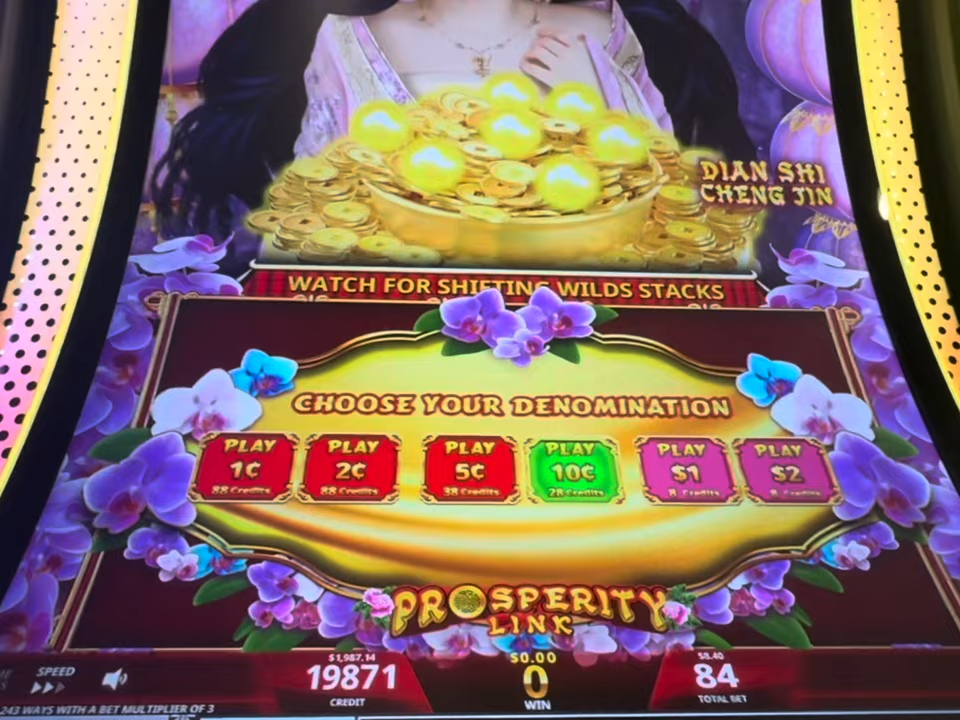 DIAN SHI
CHENG JIN
WATCH FOR SHIFTING WILDS STACKS
CHOOSE YOUR DENOMINATION
PLAY 1¢ 88 Credits
PLAY 2¢ 88 Credits
PLAY 5¢ 38 Credits
PLAY 10¢ 28 Credits
PLAY $1 8 Credits
PLAY $2 8 Credits
PROSPERITY
LINK
SPEED
$1,987.14
19871
CREDIT
$0.00
0
WIN
$8.40
84
TOTAL BET
243 WAYS WITH A BET MULTIPLIER OF 3